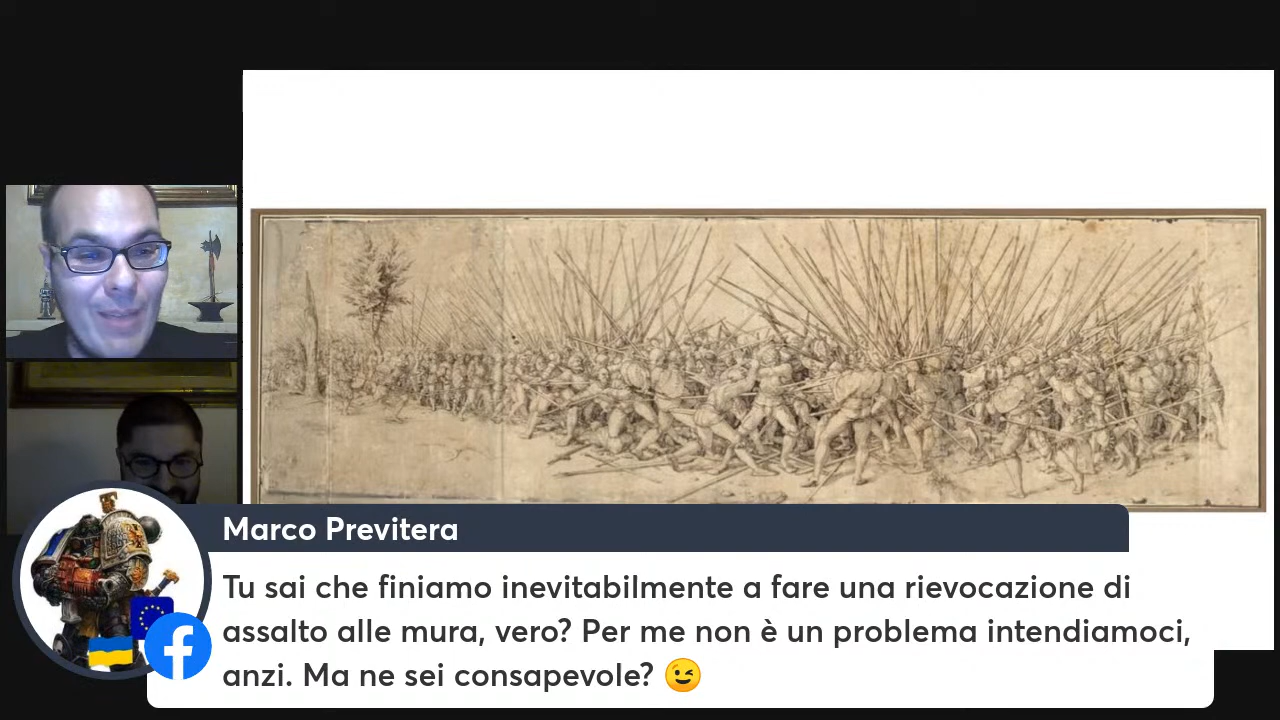 Marco Previtera
Tu sai che finiamo inevitabilmente a fare una rievocazione di
assalto alle mura, vero? Per me non è un problema intendiamoci,
anzi. Ma ne sei consapevole? 😉